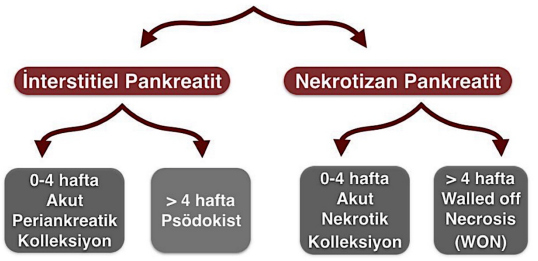 İnterstitiel Pankreatit
Nekrotizan Pankreatit
0-4 hafta
Akut
Periankreatik
Kolleksiyon
> 4 hafta
Psödokist
0-4 hafta
Akut
Nekrotik
Kolleksiyon
> 4 hafta
Walled off
Necrosis
(WON)